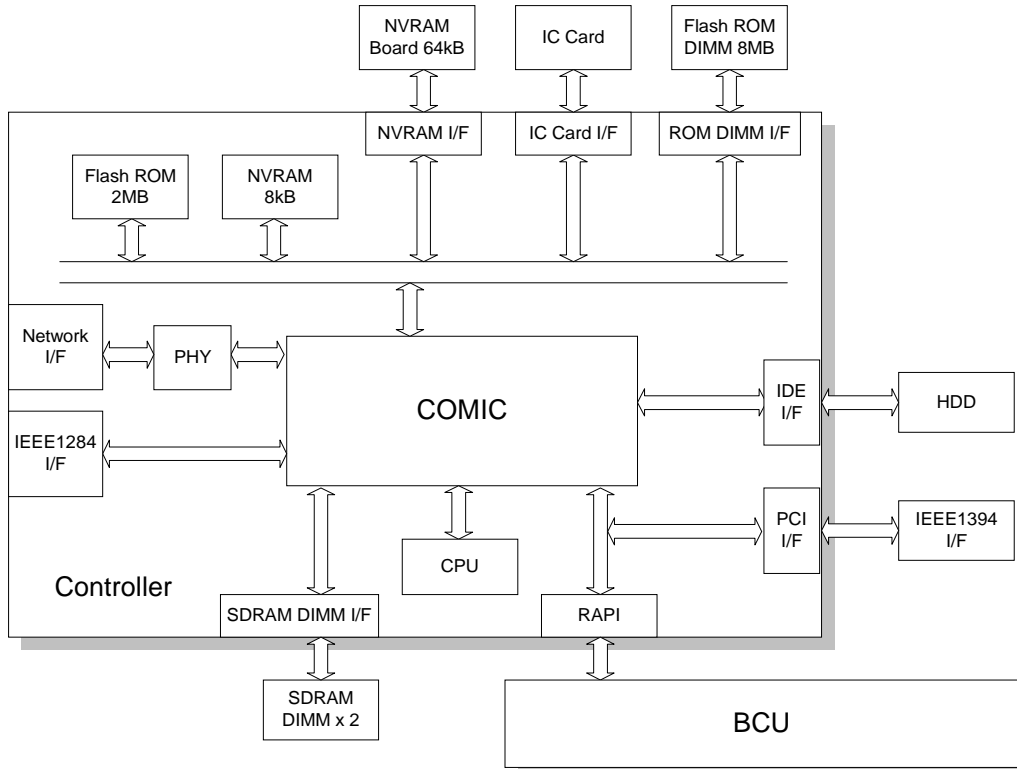 NVRAM
Board 64kB
IC Card
Flash ROM
DIMM 8MB
NVRAM I/F
IC Card I/F
ROM DIMM I/F
Flash ROM
2MB
NVRAM
8kB
Network
I/F
PHY
COMIC
IDE
I/F
HDD
IEEE1284
I/F
PCI
I/F
IEEE1394
I/F
CPU
Controller
SDRAM DIMM I/F
RAPI
SDRAM
DIMM x 2
BCU